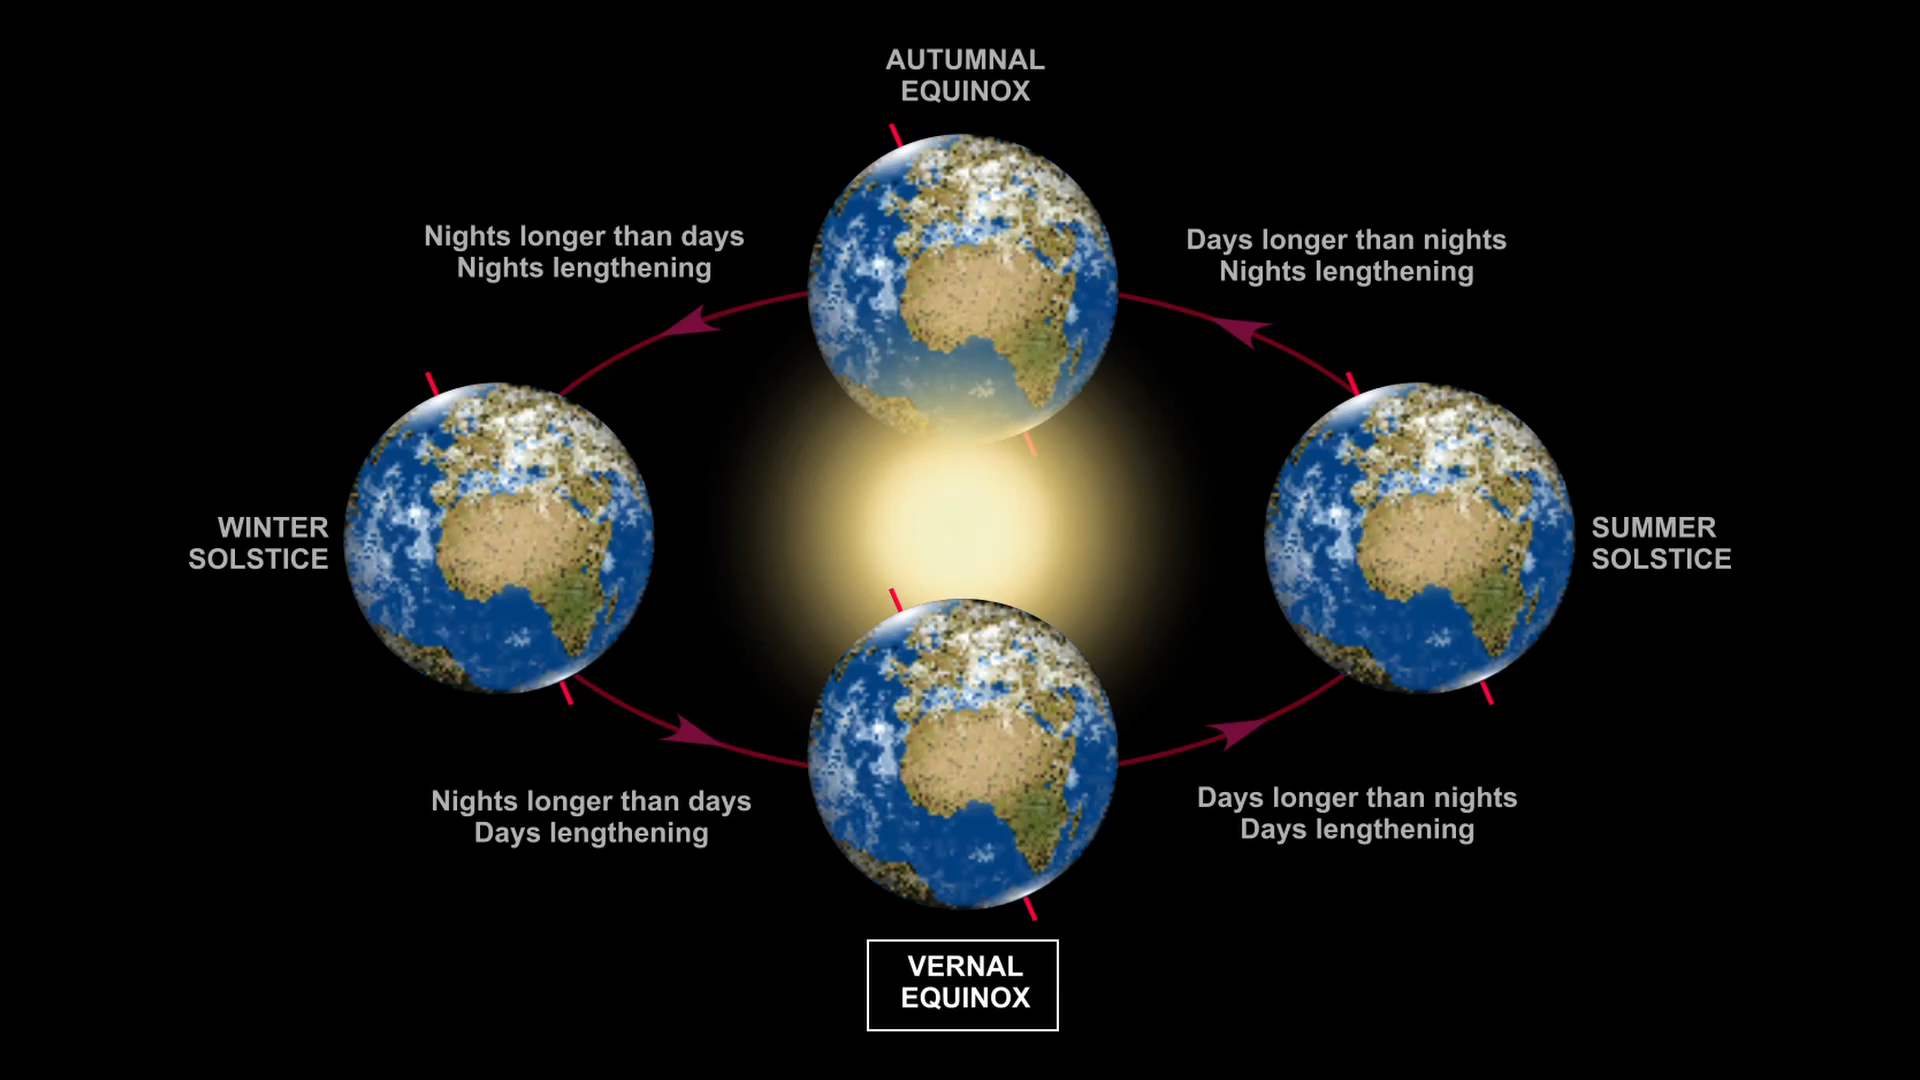 AUTUMNAL
EQUINOX
Nights longer than days
Nights lengthening
Days longer than nights
Nights lengthening
WINTER
SOLSTICE
SUMMER
SOLSTICE
Nights longer than days
Days lengthening
Days longer than nights
Days lengthening
VERNAL
EQUINOX